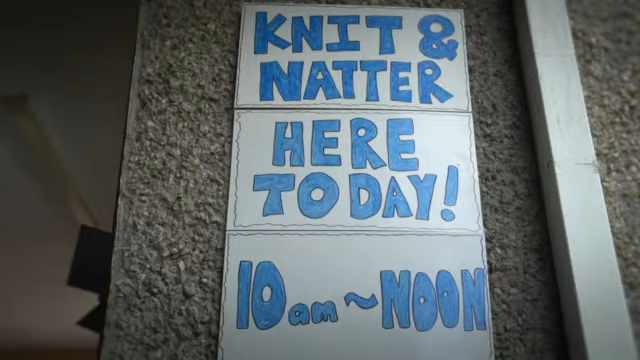 KNIT &
NATTER
HERE
TODAY!
10am ~ NOON